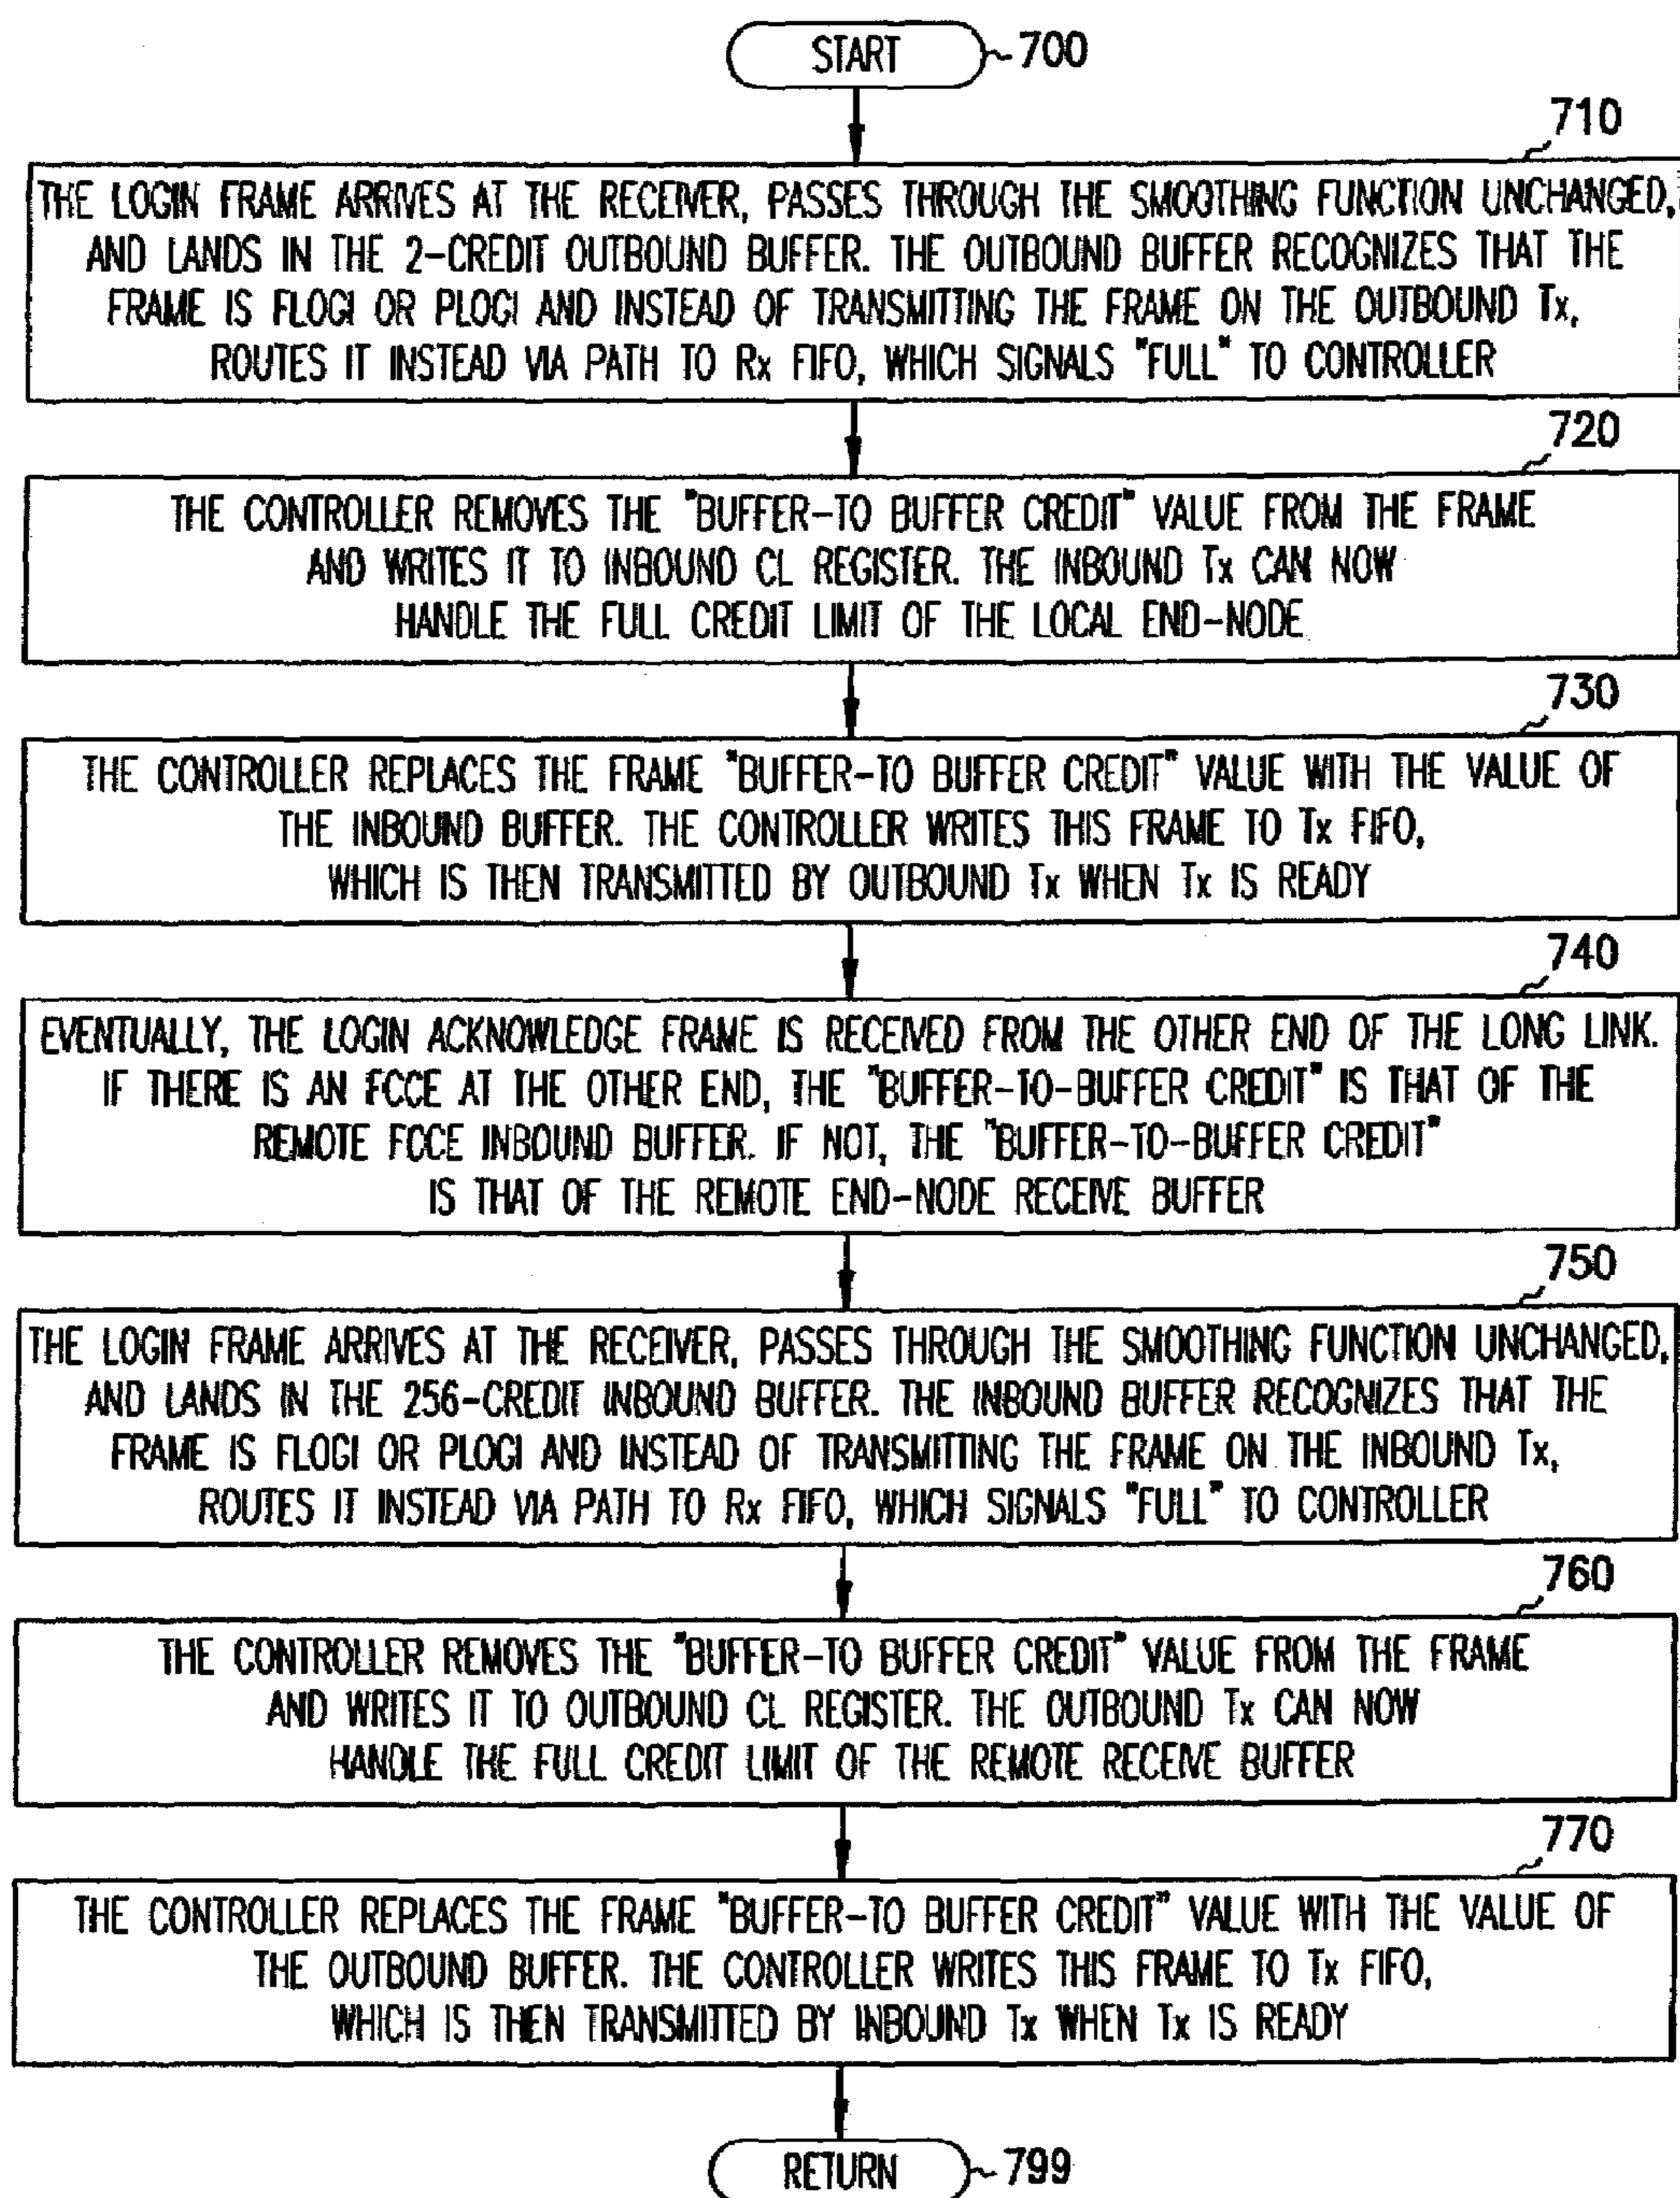 START
700
710
THE LOGIN FRAME ARRIVES AT THE RECEIVER, PASSES THROUGH THE SMOOTHING FUNCTION UNCHANGED,
AND LANDS IN THE 2-CREDIT OUTBOUND BUFFER. THE OUTBOUND BUFFER RECOGNIZES THAT THE
FRAME IS FLOGI OR PLOGI AND INSTEAD OF TRANSMITTING THE FRAME ON THE OUTBOUND Tx,
ROUTES IT INSTEAD VIA PATH TO Rx FIFO, WHICH SIGNALS "FULL" TO CONTROLLER
720
THE CONTROLLER REMOVES THE "BUFFER-TO BUFFER CREDIT" VALUE FROM THE FRAME
AND WRITES IT TO INBOUND CL REGISTER. THE INBOUND Tx CAN NOW
HANDLE THE FULL CREDIT LIMIT OF THE LOCAL END-NODE
730
THE CONTROLLER REPLACES THE FRAME "BUFFER-TO BUFFER CREDIT" VALUE WITH THE VALUE OF
THE INBOUND BUFFER. THE CONTROLLER WRITES THIS FRAME TO Tx FIFO,
WHICH IS THEN TRANSMITTED BY OUTBOUND Tx WHEN Tx IS READY
740
EVENTUALLY, THE LOGIN ACKNOWLEDGE FRAME IS RECEIVED FROM THE OTHER END OF THE LONG LINK.
IF THERE IS AN FCCE AT THE OTHER END, THE "BUFFER-TO-BUFFER CREDIT" IS THAT OF THE
REMOTE FCCE INBOUND BUFFER. IF NOT, THE "BUFFER-TO-BUFFER CREDIT"
IS THAT OF THE REMOTE END-NODE RECEIVE BUFFER
750
THE LOGIN FRAME ARRIVES AT THE RECEIVER, PASSES THROUGH THE SMOOTHING FUNCTION UNCHANGED,
AND LANDS IN THE 256-CREDIT INBOUND BUFFER. THE INBOUND BUFFER RECOGNIZES THAT THE
FRAME IS FLOGI OR PLOGI AND INSTEAD OF TRANSMITTING THE FRAME ON THE INBOUND Tx,
ROUTES IT INSTEAD VIA PATH TO Rx FIFO, WHICH SIGNALS "FULL" TO CONTROLLER
760
THE CONTROLLER REMOVES THE "BUFFER-TO BUFFER CREDIT" VALUE FROM THE FRAME
AND WRITES IT TO OUTBOUND CL REGISTER. THE OUTBOUND Tx CAN NOW
HANDLE THE FULL CREDIT LIMIT OF THE REMOTE RECEIVE BUFFER
770
THE CONTROLLER REPLACES THE FRAME "BUFFER-TO BUFFER CREDIT" VALUE WITH THE VALUE OF
THE OUTBOUND BUFFER. THE CONTROLLER WRITES THIS FRAME TO Tx FIFO,
WHICH IS THEN TRANSMITTED BY INBOUND Tx WHEN Tx IS READY
RETURN
799